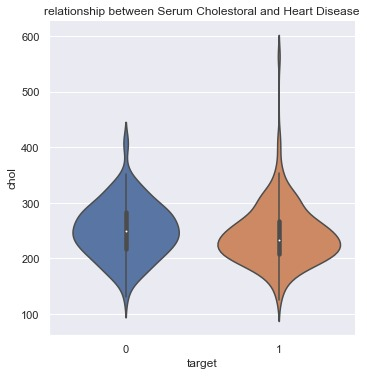 relationship between Serum Cholestoral and Heart Disease
600
500
400
300
200
100
chol
0
1
target